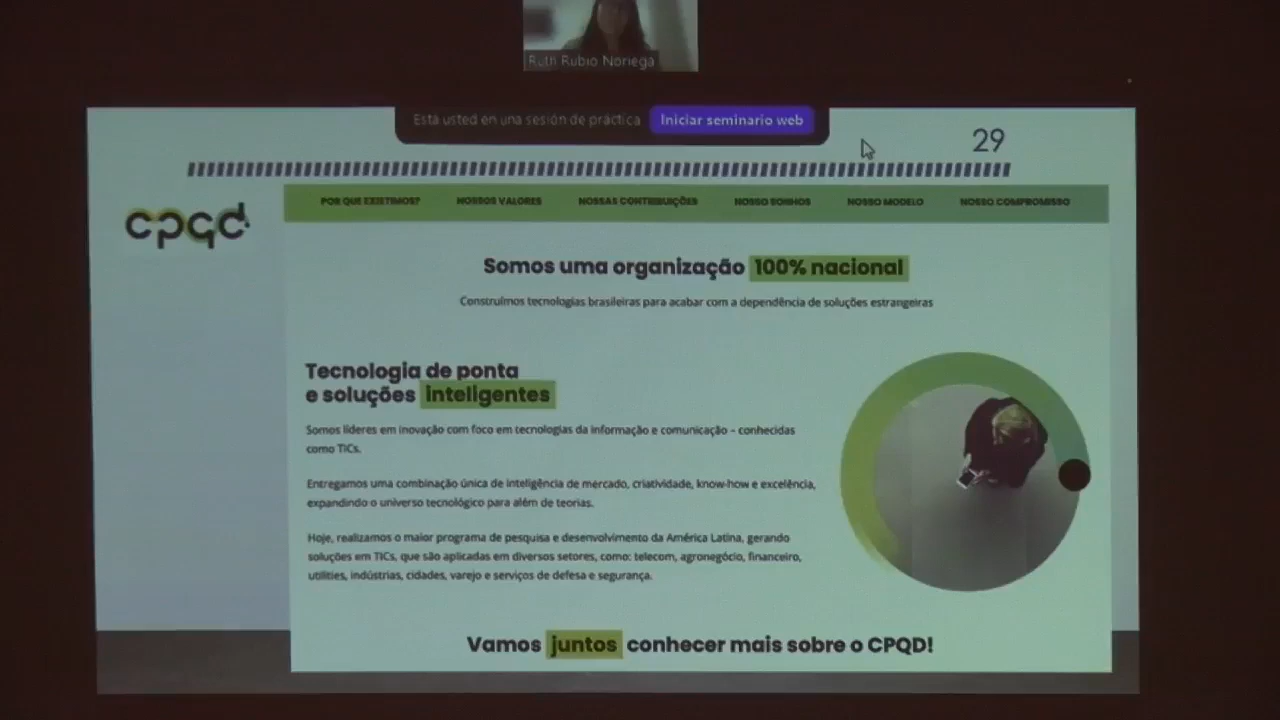 Ruth Rubio Noriega
Está usted en una sesión de práctica
Iniciar seminario web
29
POR QUE EXISTIMOS? NOSSOS VALORES NOSSAS CONTRIBUIÇÕES NOSSO SONHOS NOSSO MODELO NOSSO COMPROMISSO
cpqd
Somos uma organização 100% nacional
Construímos tecnologias brasileiras para acabar com a dependência de soluções estrangeiras
Tecnologia de ponta
e soluções inteligentes
Somos líderes em inovação com foco em tecnologias da informação e comunicação – conhecidas
como TICs.
Entregamos uma combinação única de inteligência de mercado, criatividade, know-how e excelência,
expandindo o universo tecnológico para além de teorias.
Hoje, realizamos o maior programa de pesquisa e desenvolvimento da América Latina, gerando
soluções em TICs, que são aplicadas em diversos setores, como: telecom, agronegócio, financeiro,
utilities, indústrias, cidades, varejo e serviços de defesa e segurança.
Vamos juntos conhecer mais sobre o CPQD!